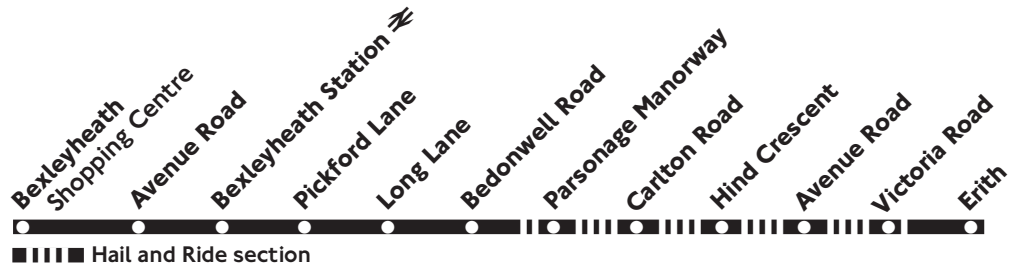 Bexleyheath
Shopping Centre
Avenue Road
Bexleyheath Station
Pickford Lane
Long Lane
Bedonwell Road
Parsonage Manorway
Carlton Road
Hind Crescent
Avenue Road
Victoria Road
Erith
Hail and Ride section